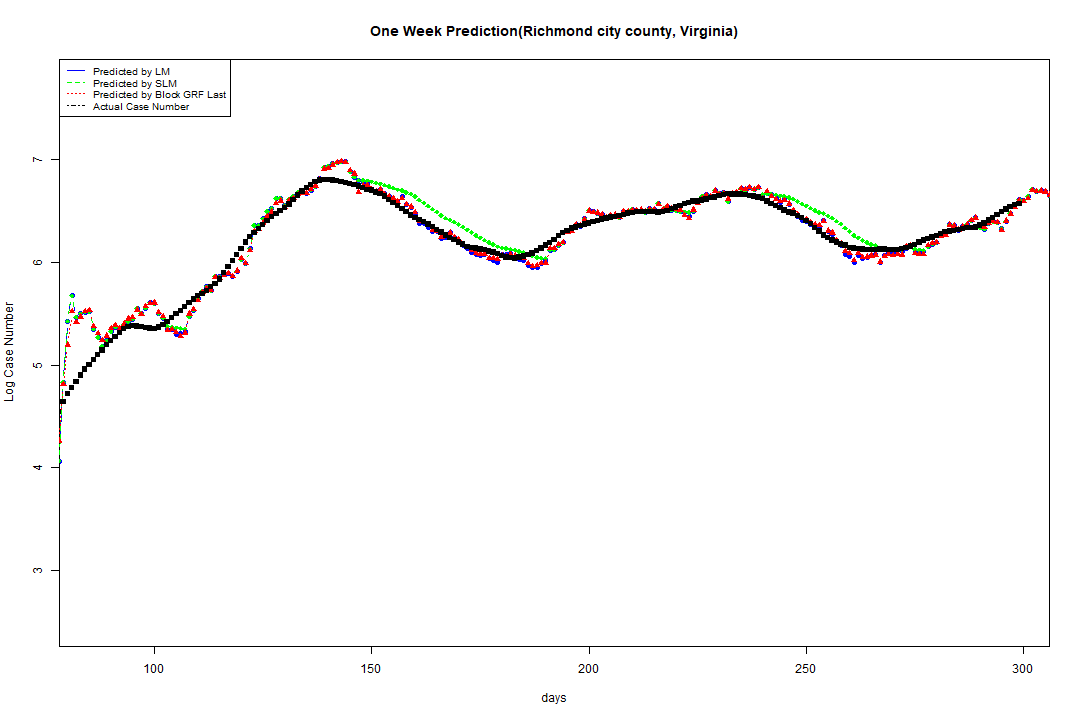 One Week Prediction(Richmond city county, Virginia)
Predicted by LM
Predicted by SLM
Predicted by Block GRF Last
Actual Case Number
7
6
5
4
3
Log Case Number
100 150 200 250 300
days